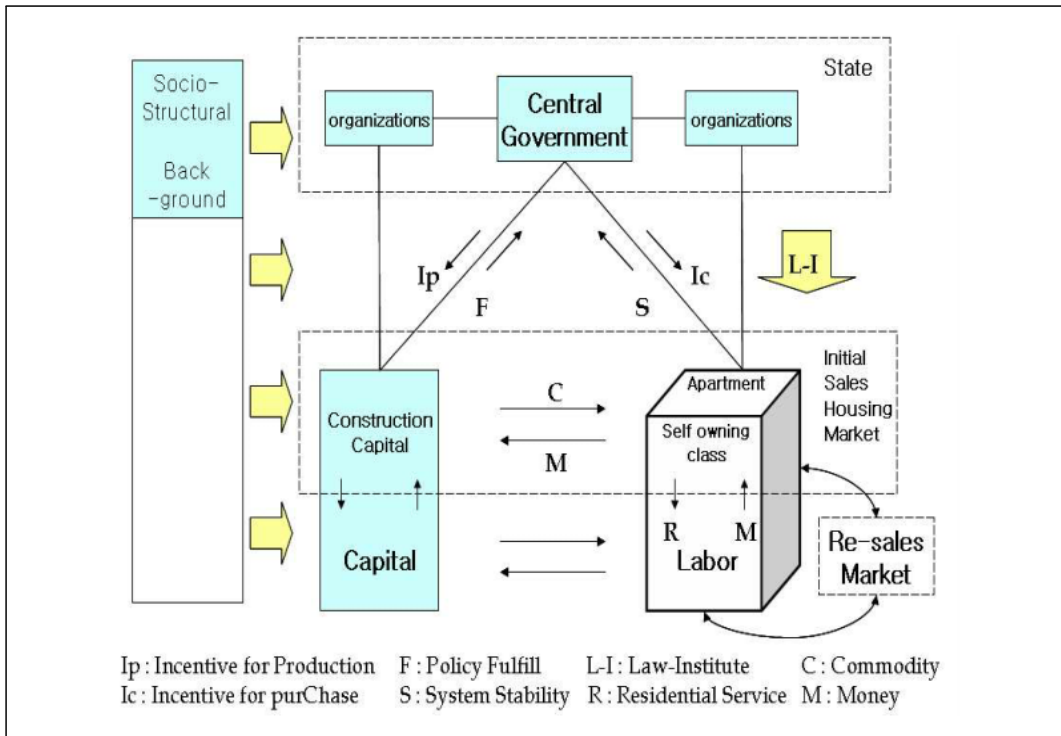 Socio-
Structural
Back
-ground
State
organizations
Central
Government
organizations
Ip
F
S
Ic
L-I
Initial
Sales
Housing
Market
Construction
Capital
C
M
Apartment
Self owning
class
R
M
Capital
Labor
Re-sales
Market
Ip : Incentive for Production
F : Policy Fulfill
L-I : Law-Institute
C : Commodity
Ic : Incentive for purChase
S : System Stability
R : Residential Service
M : Money